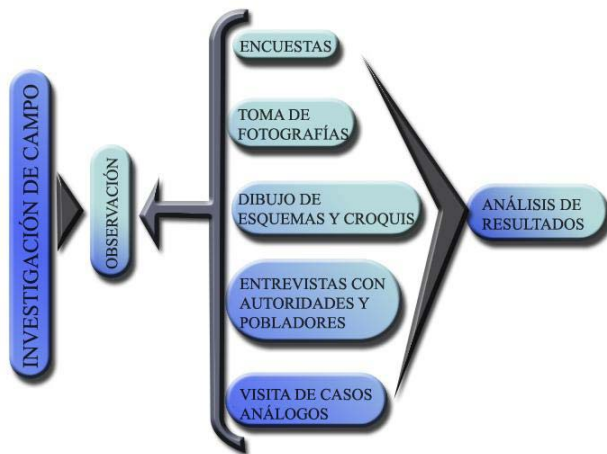 INVESTIGACIÓN DE CAMPO
OBSERVACIÓN
ENCUESTAS
TOMA DE
FOTOGRAFÍAS
DIBUJO DE
ESQUEMAS Y CROQUIS
ENTREVISTAS CON
AUTORIDADES Y
POBLADORES
VISITA DE CASOS
ANÁLOGOS
ANÁLISIS DE
RESULTADOS